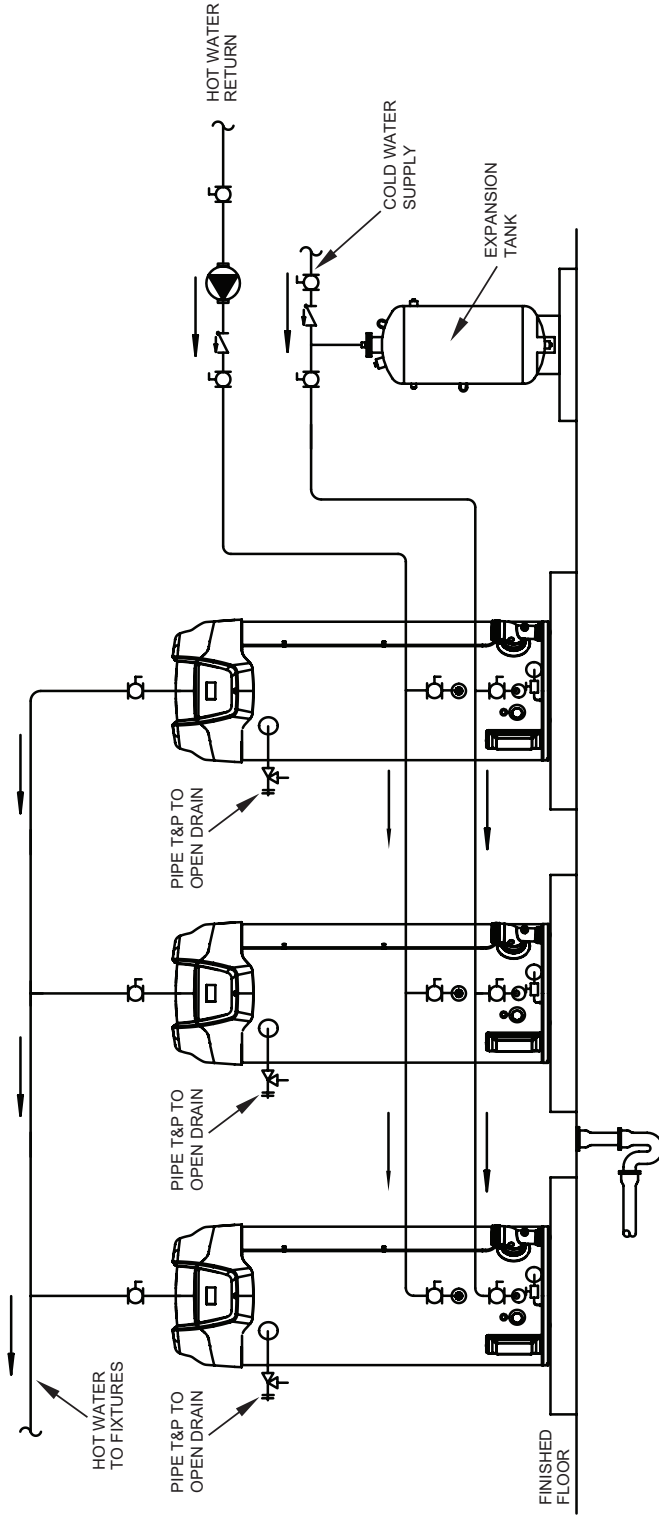 HOT WATER
TO FIXTURES
PIPE T&P TO
OPEN DRAIN
PIPE T&P TO
OPEN DRAIN
PIPE T&P TO
OPEN DRAIN
HOT WATER
RETURN
COLD WATER
SUPPLY
EXPANSION
TANK
FINISHED
FLOOR